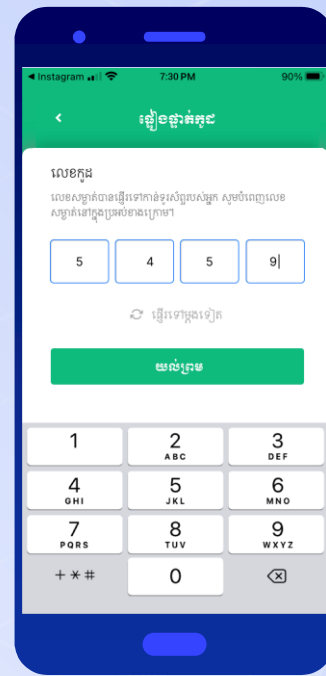 ◀ Instagram 7:30 PM 90%
ផ្ទៀងផ្ទាត់កូដ
លេខកូដ
លេខសម្ងាត់បានផ្ញើរទៅកាន់ទូរស័ព្ទរបស់អ្នក សូមបំពេញលេខ
សម្ងាត់នៅក្នុងប្រអប់ខាងក្រោម។
5 4 5 9
ផ្ញើរទៅម្តងទៀត
យល់ព្រម
1 2 3
ABC DEF
4 5 6
GHI JKL MNO
7 8 9
PQRS TUV WXYZ
+ * # 0